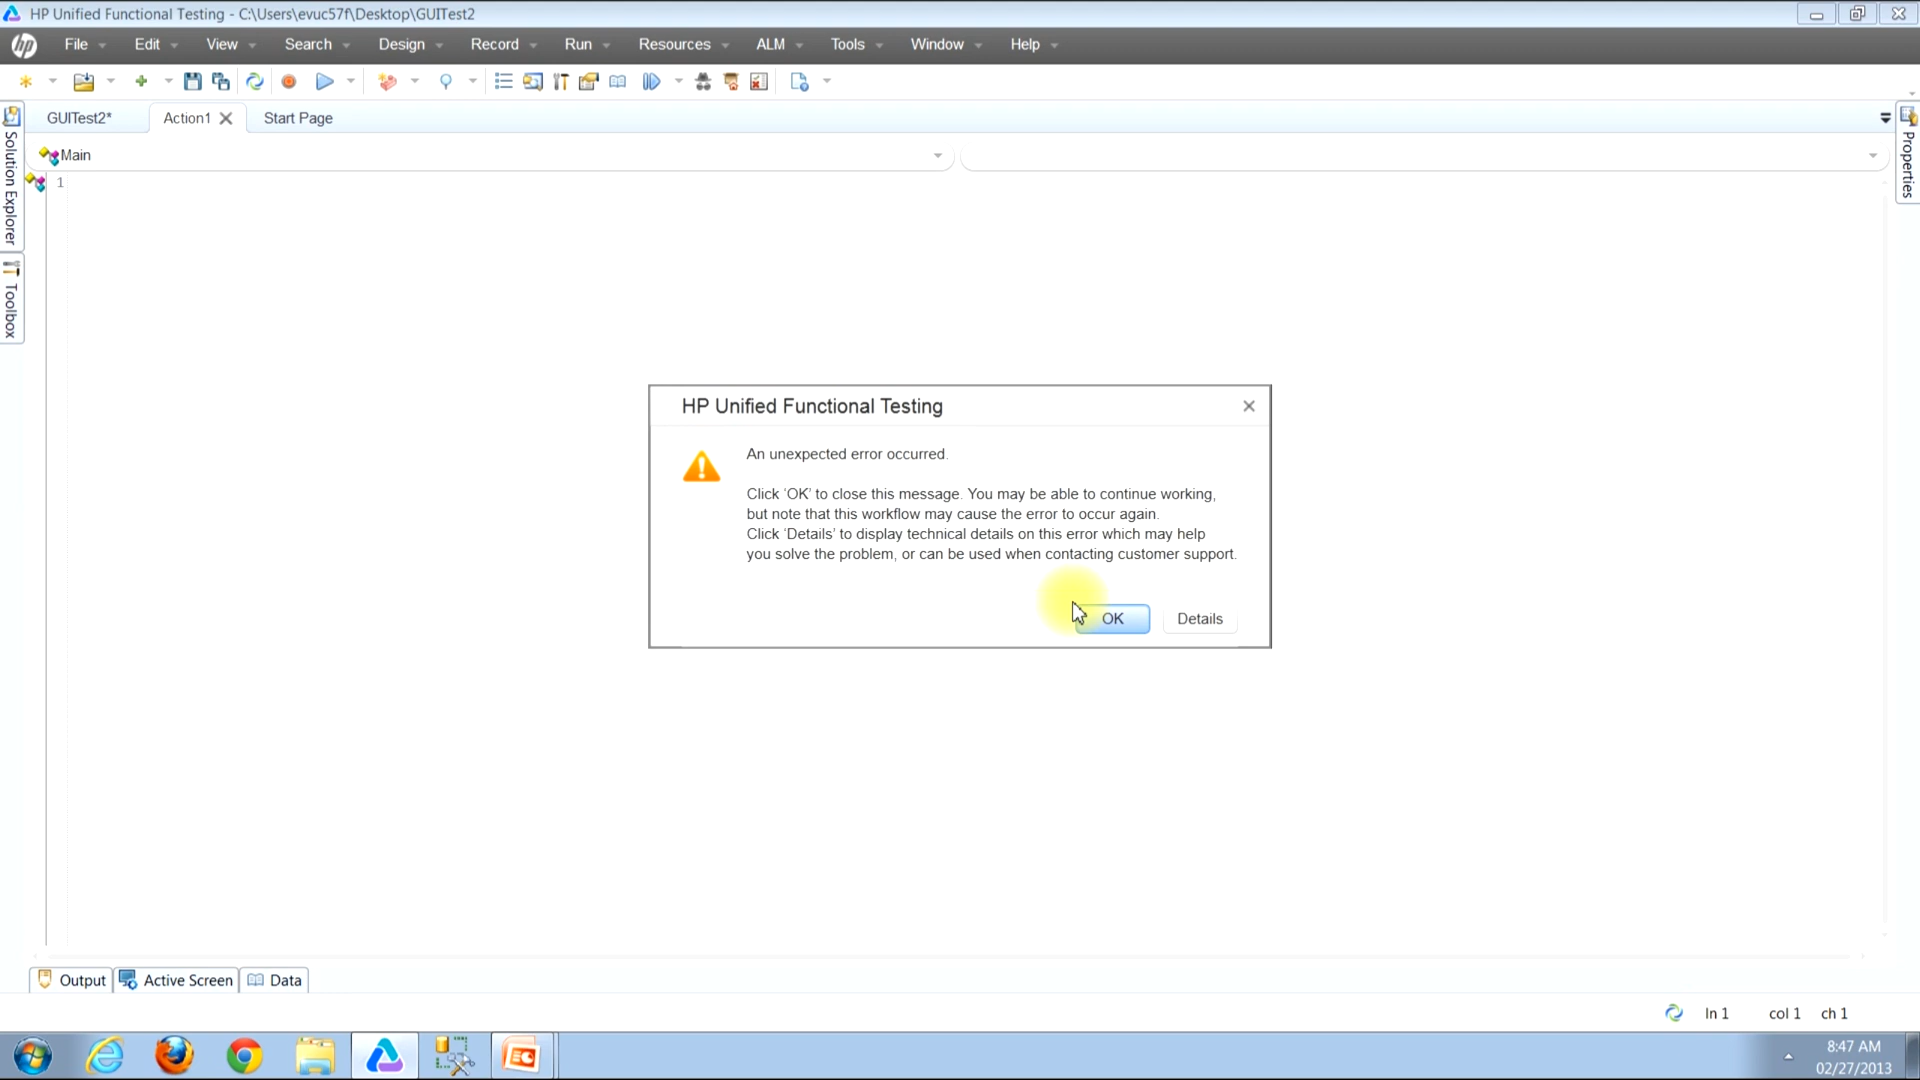 HP Unified Functional Testing - C:\Users\evuc57f\Desktop\GUITest2
hp File Edit View Search Design Record Run Resources ALM Tools Window Help
GUITest2* Action1 Start Page
Main
1
Solution Explorer
Toolbox
Properties
HP Unified Functional Testing
An unexpected error occurred.
Click 'OK' to close this message. You may be able to continue working,
but note that this workflow may cause the error to occur again.
Click 'Details' to display technical details on this error which may help
you solve the problem, or can be used when contacting customer support.
OK Details
Output Active Screen Data
ln 1 col 1 ch 1
8:47 AM
02/27/2013